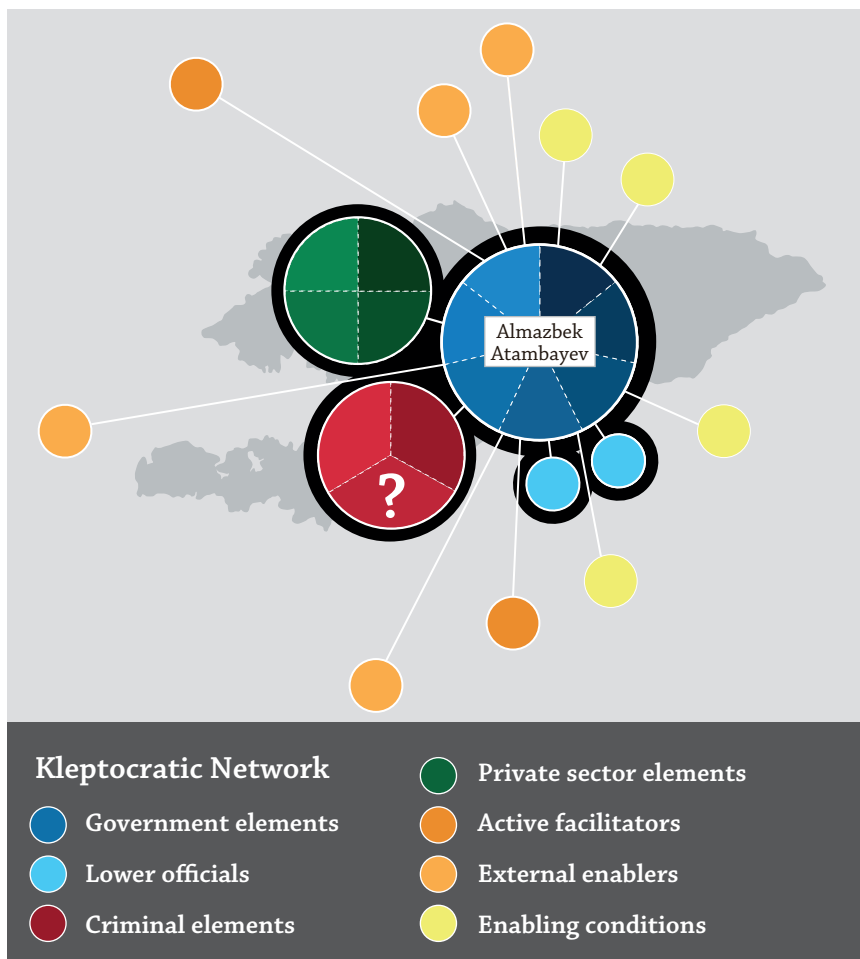 Almazbek
Atambayev
?
Kleptocratic Network
Government elements
Lower officials
Criminal elements
Private sector elements
Active facilitators
External enablers
Enabling conditions